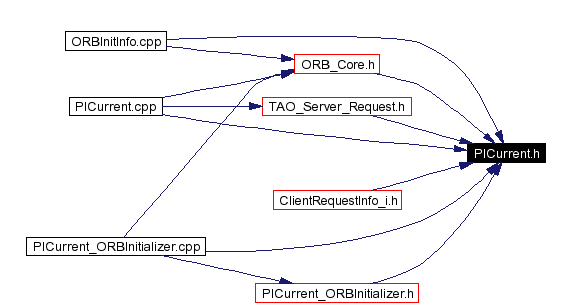 ORBInitInfo.cpp
ORB_Core.h
PICurrent.cpp
TAO_Server_Request.h
PICurrent.h
ClientRequestInfo_i.h
PICurrent_ORBInitializer.cpp
PICurrent_ORBInitializer.h